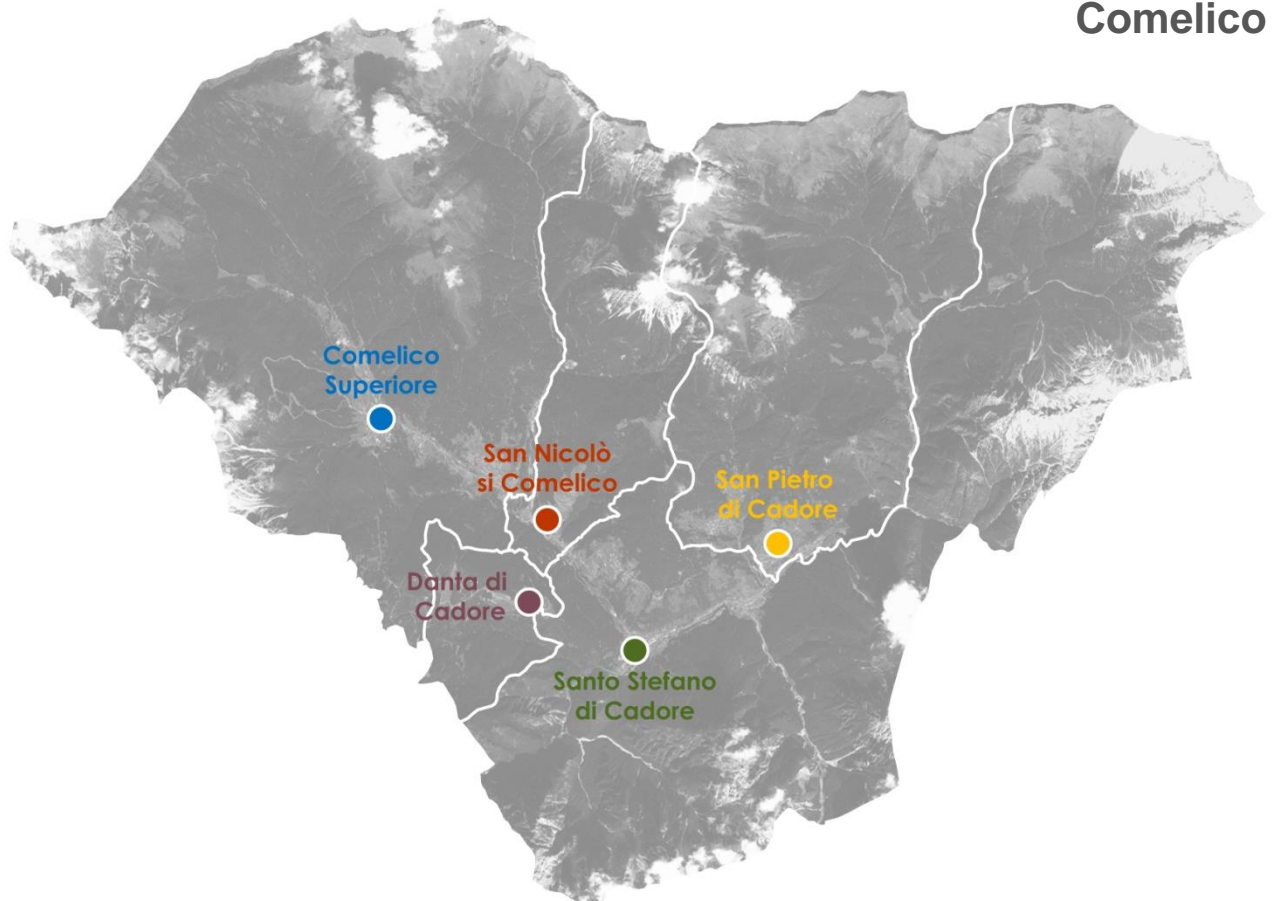 Comelico
Comelico
Superiore
San Nicolò
si Comelico
San Pietro
di Cadore
Danta di
Cadore
Santo Stefano
di Cadore